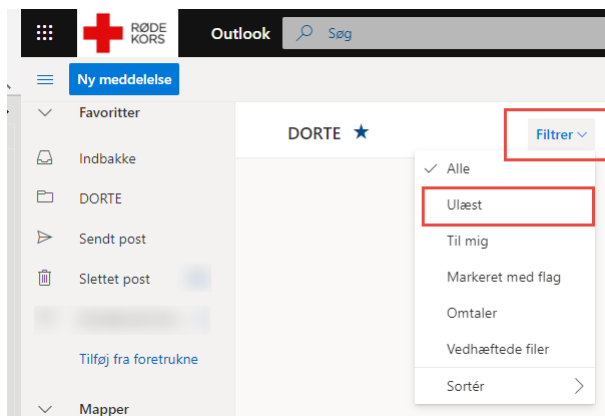 RØDE
KORS
Outlook
Søg
Ny meddelelse
Favoritter
Indbakke
DORTE
Sendt post
Slettet post
Tilføj fra foretrukne
Mapper
DORTE ★
Filtrer
Alle
Ulæst
Til mig
Markeret med flag
Omtaler
Vedhæftede filer
Sortér